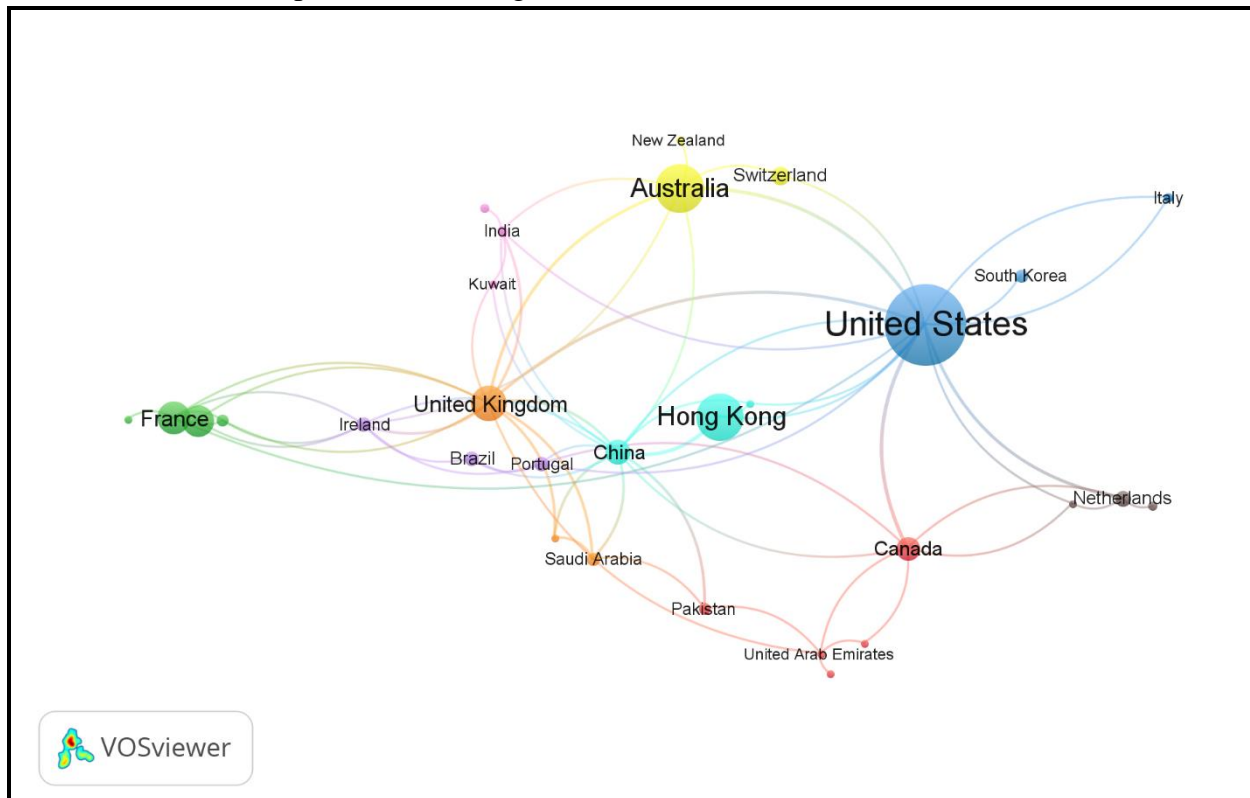 New Zealand
Switzerland
Australia
Italy
India
South Korea
Kuwait
United States
United Kingdom
Hong Kong
France
Ireland
Brazil
Portugal
China
Netherlands
Canada
Saudi Arabia
Pakistan
United Arab Emirates
VOSviewer